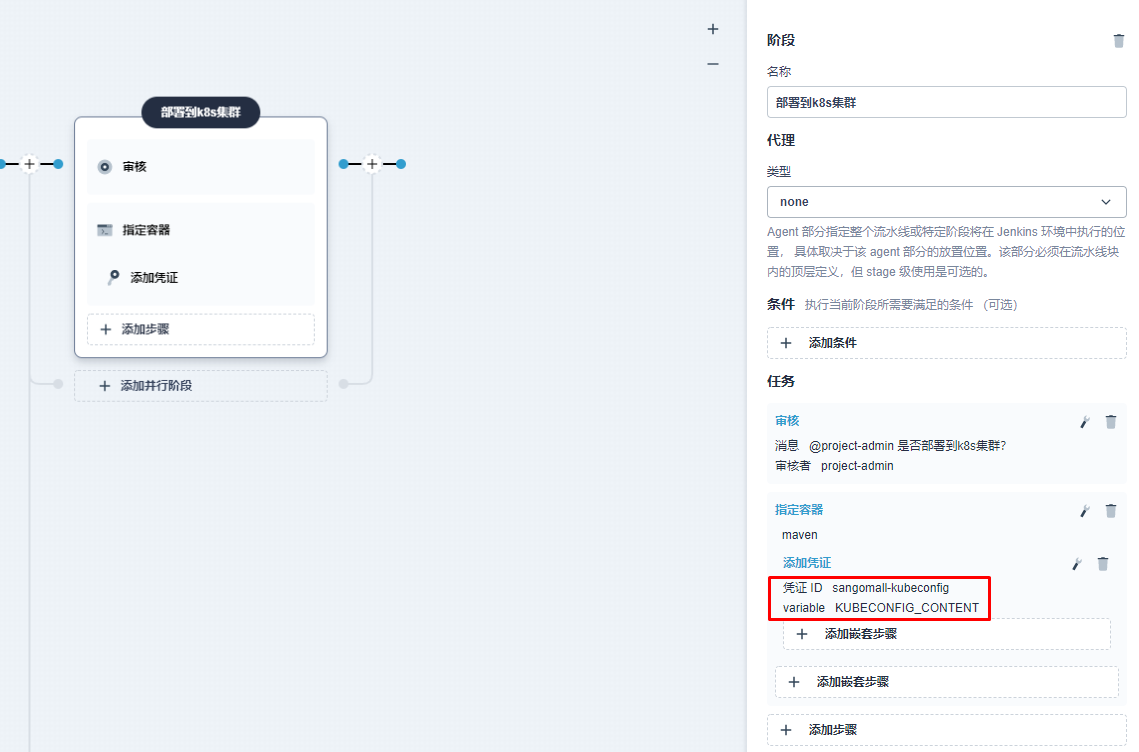 部署到k8s集群
审核
指定容器
添加凭证
添加步骤
添加并行阶段
阶段
名称
部署到k8s集群
代理
类型
none
Agent 部分指定整个流水线或特定阶段将在 Jenkins 环境中执行的位
置， 具体取决于该 agent 部分的放置位置。该部分必须在流水线块
内的顶层定义，但 stage 级使用是可选的。
条件 执行当前阶段所需要满足的条件 （可选）
添加条件
任务
审核
消息 @project-admin 是否部署到k8s集群?
审核者 project-admin
指定容器
maven
添加凭证
凭证 ID sangomall-kubeconfig
variable KUBECONFIG_CONTENT
添加嵌套步骤
添加嵌套步骤
添加步骤